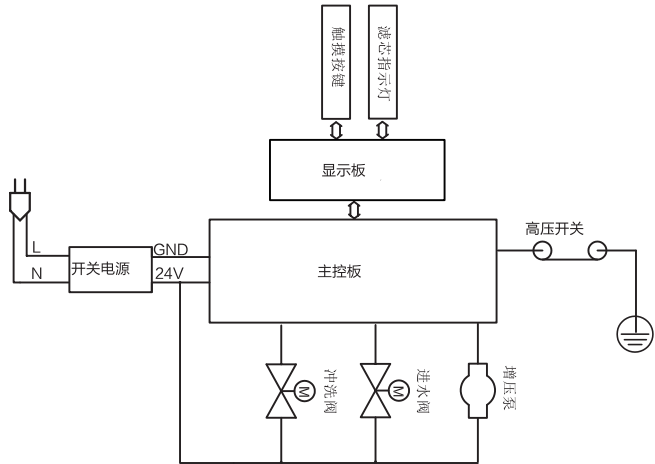 触摸按键
滤芯指示灯
显示板
L
N
开关电源
GND
24V
主控板
高压开关
M
冲洗阀
M
进水阀
增压泵